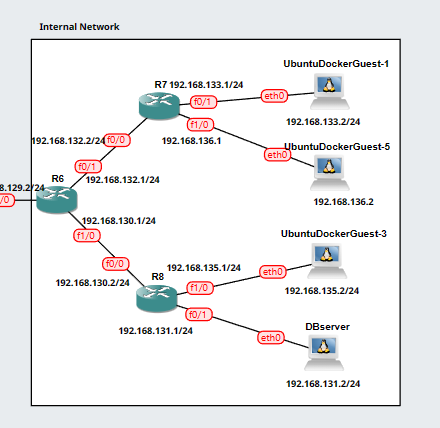 Internal Network
UbuntuDockerGuest-1
R7 192.168.133.1/24
f0/1
eth0
192.168.133.2/24
f1/0
192.168.132.2/24
f0/0
192.168.136.1
UbuntuDockerGuest-5
eth0
f0/1
192.168.132.1/24
R6
8.129.2/24
/0
192.168.136.2
192.168.130.1/24
f1/0
UbuntuDockerGuest-3
f0/0
192.168.135.1/24
eth0
R8
192.168.130.2/24
f1/0
192.168.135.2/24
f0/1
192.168.131.1/24
DBserver
eth0
192.168.131.2/24